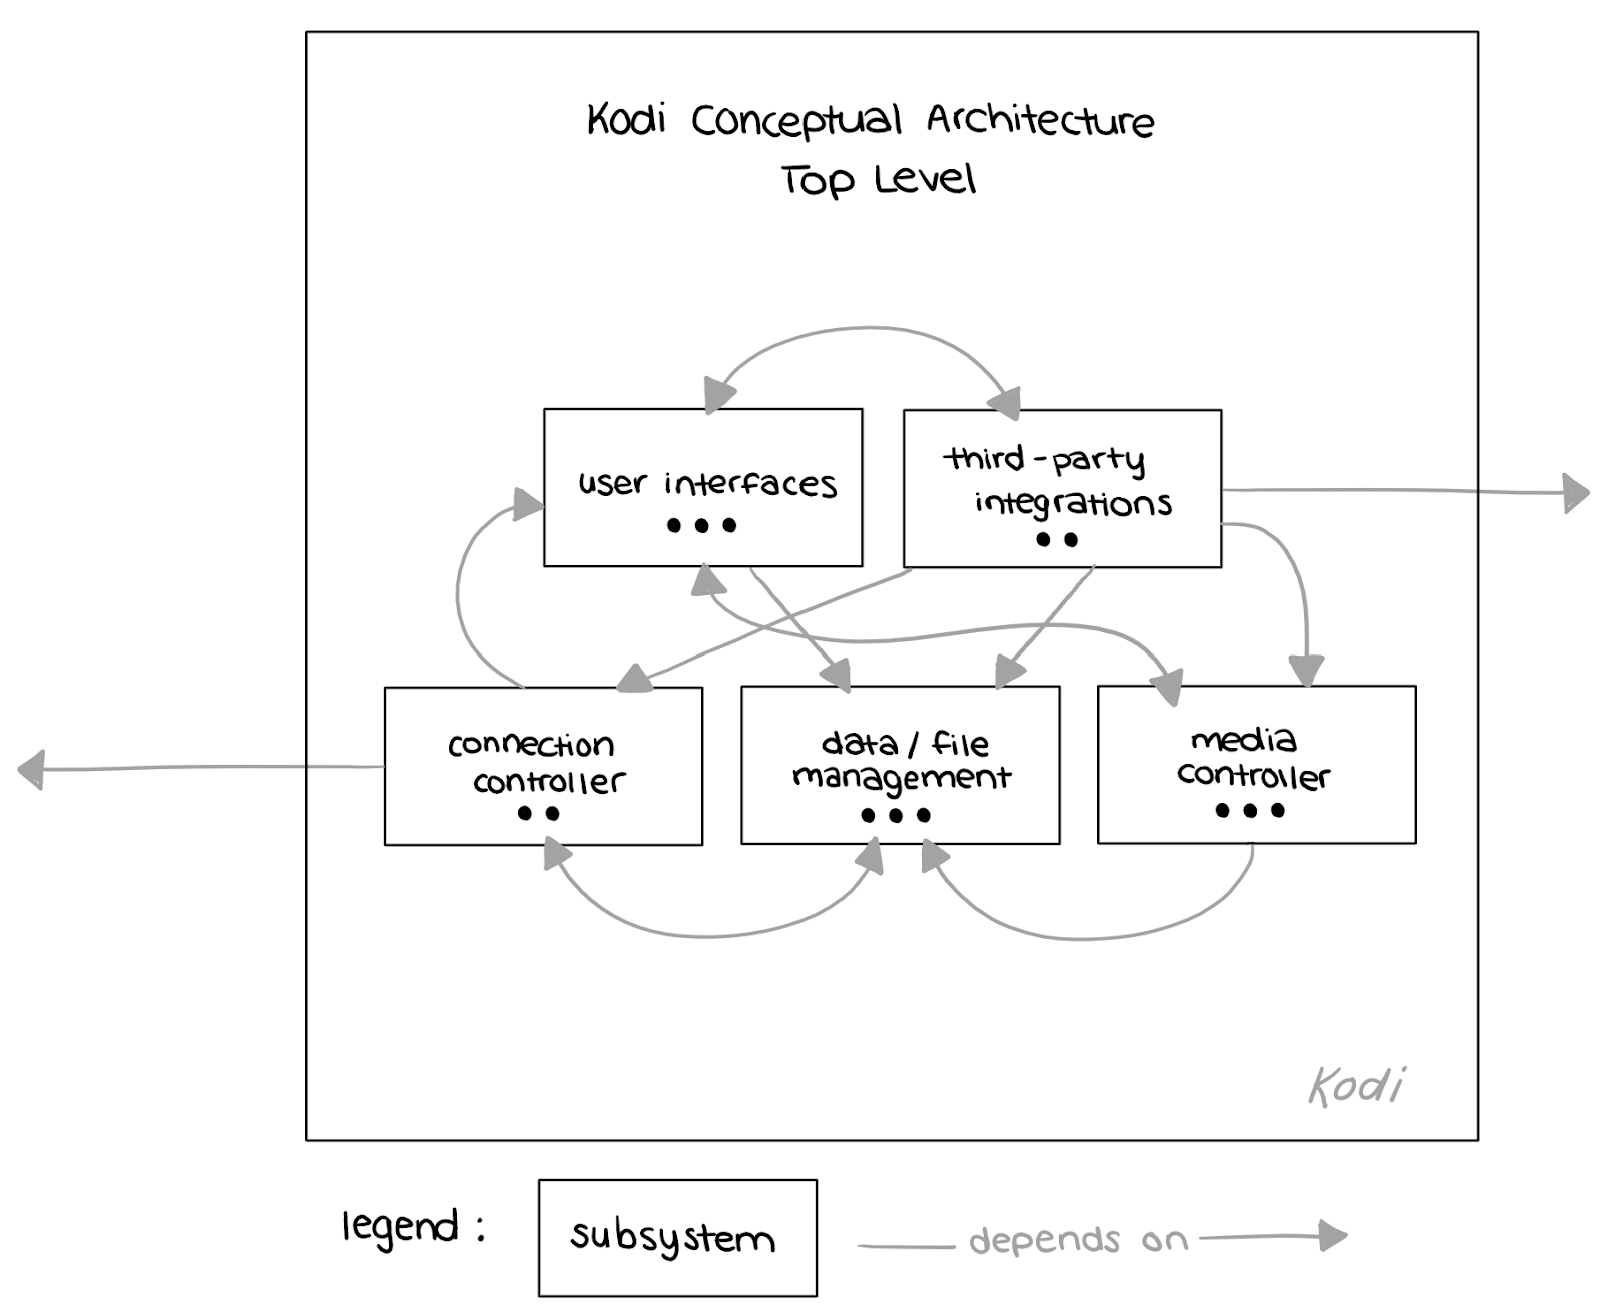 Kodi Conceptual Architecture
Top Level
user interfaces
third-party
integrations
connection
controller
data / file
management
media
controller
Kodi
legend :
subsystem
depends on